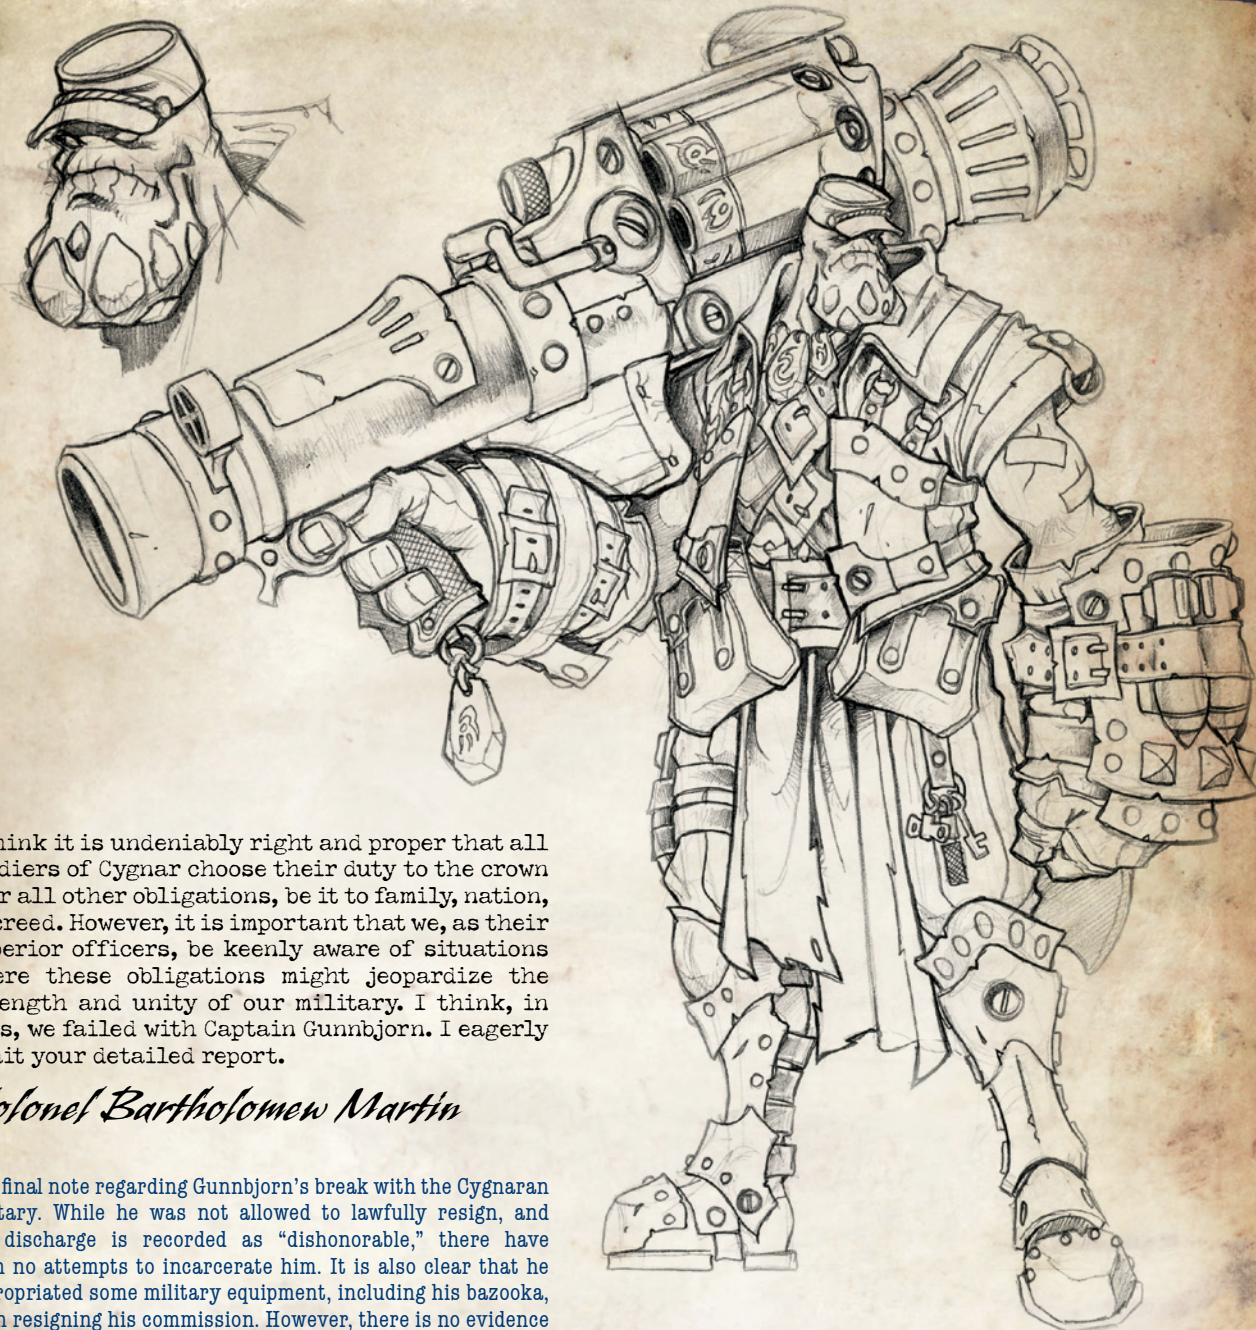 hink it is undeniably right and proper that all
diers of Cygnar choose their duty to the crown
r all other obligations, be it to family, nation,
creed. However, it is important that we, as their
perior officers, be keenly aware of situations
ere these obligations might jeopardize the
ength and unity of our military. I think, in
s, we failed with Captain Gunnbjorn. I eagerly
ait your detailed report.
olonel Bartholomew Martin
final note regarding Gunnbjorn's break with the Cygnaran
tary. While he was not allowed to lawfully resign, and
discharge is recorded as “dishonorable,” there have
n no attempts to incarcerate him. It is also clear that he
ropriated some military equipment, including his bazooka,
n resigning his commission. However, there is no evidence